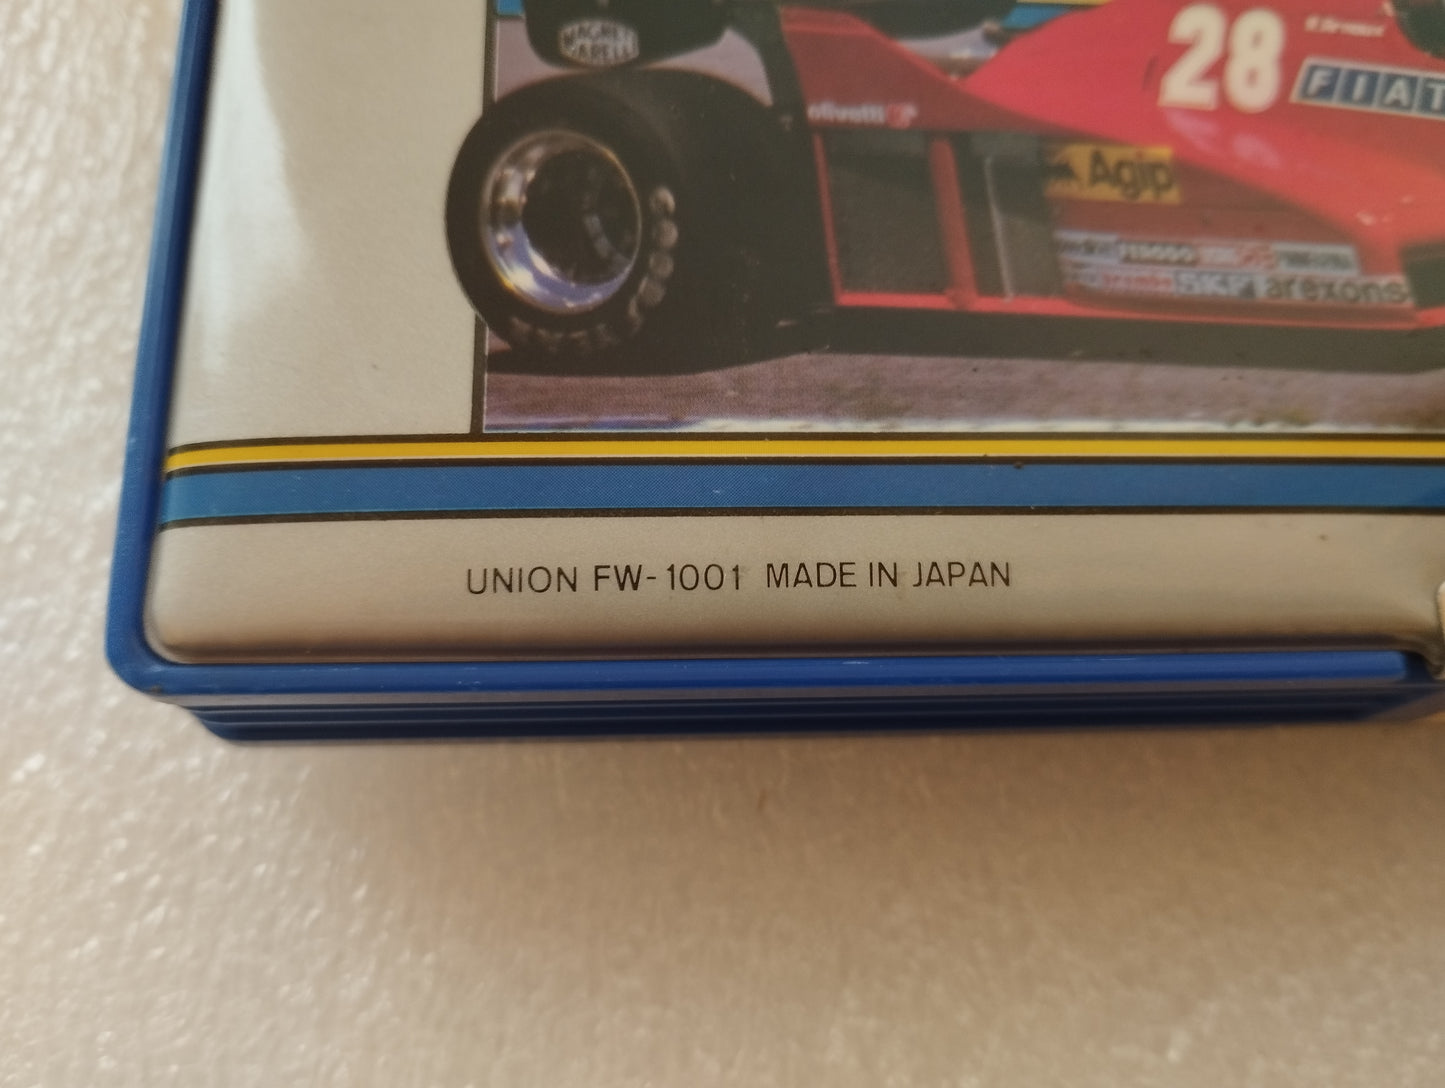 MAGNETI
MARELLI
28
FIAT
olivetti
Agip
arexons
UNION FW-1001 MADE IN JAPAN